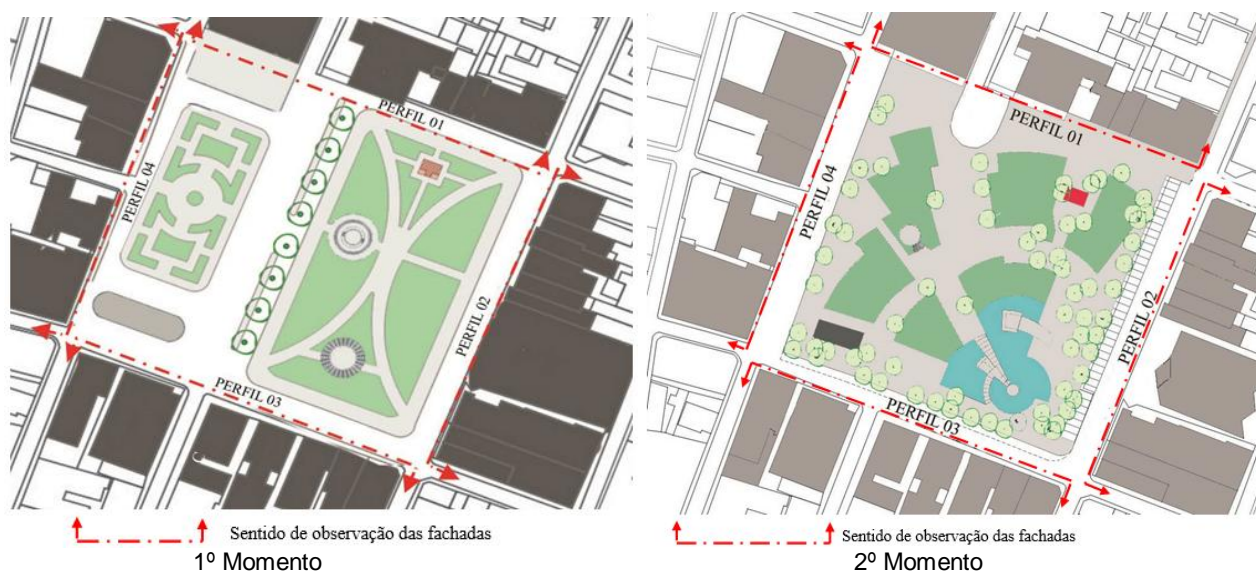 PERFIL 01
PERFIL 04
PERFIL 02
PERFIL 03
Sentido de observação das fachadas
1º Momento
PERFIL 01
PERFIL 04
PERFIL 02
PERFIL 03
Sentido de observação das fachadas
2º Momento